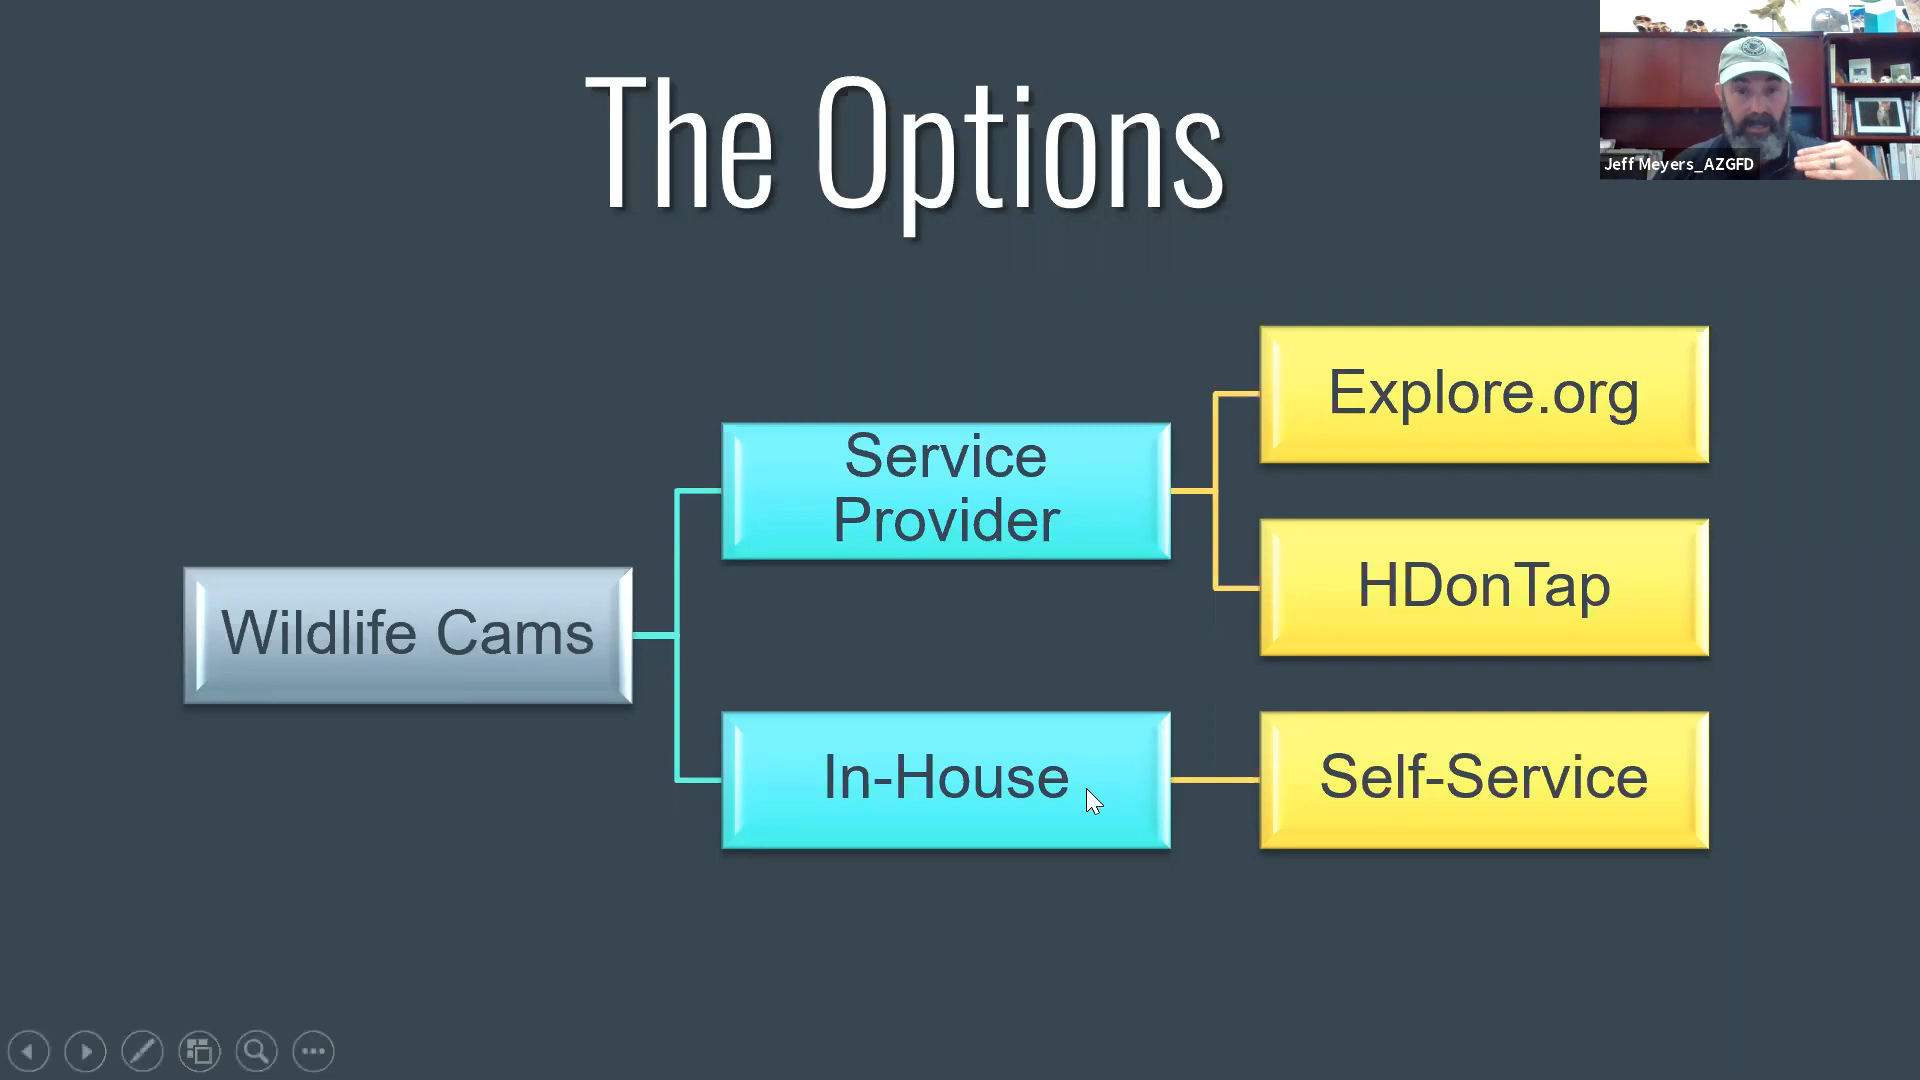 The Options
Jeff Meyers_AZGFD
Explore.org
Service
Provider
HDonTap
Wildlife Cams
In-House
Self-Service